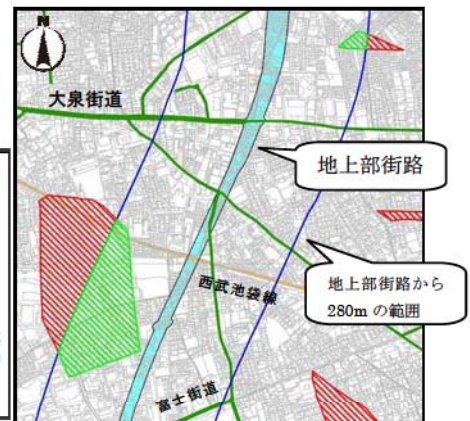 N
大泉街道
地上部街路
西武池袋線
地上部街路から
280m の範囲
富士街道